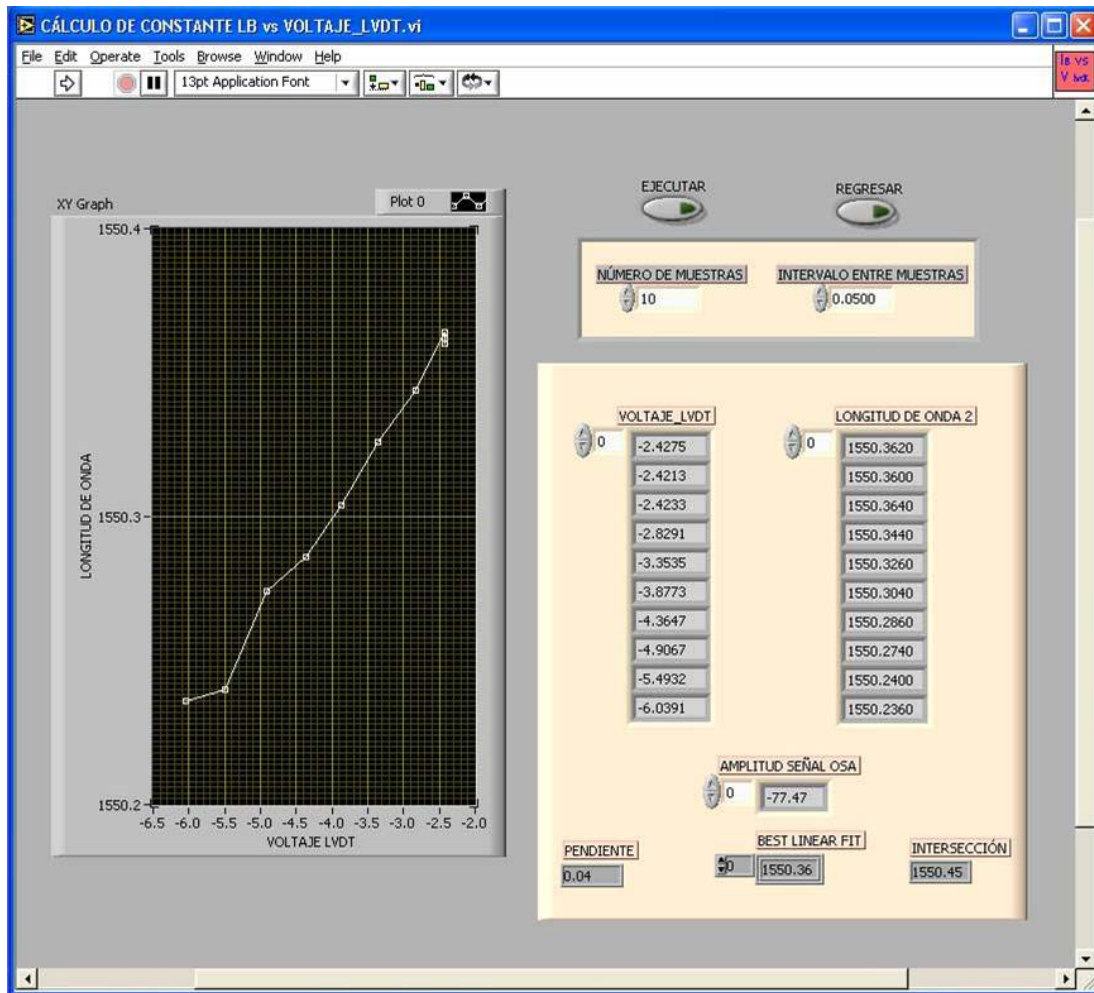 CÁLCULO DE CONSTANTE LB vs VOLTAJE_LVDT.vi
File Edit Operate Tools Browse Window Help
13pt Application Font
VS
V lvdt
EJECUTAR
REGRESAR
XY Graph
Plot 0
NÚMERO DE MUESTRAS
INTERVALO ENTRE MUESTRAS
10
0.0500
LONGITUD DE ONDA
1550.4
1550.3
1550.2
-6.5 -6.0 -5.5 -5.0 -4.5 -4.0 -3.5 -3.0 -2.5 -2.0
VOLTAJE LVDT
VOLTAJE_LVDT
0
-2.4275
-2.4213
-2.4233
-2.8291
-3.3535
-3.8773
-4.3647
-4.9067
-5.4932
-6.0391
LONGITUD DE ONDA 2
0
1550.3620
1550.3600
1550.3640
1550.3440
1550.3260
1550.3040
1550.2860
1550.2740
1550.2400
1550.2360
AMPLITUD SEÑAL OSA
0
-77.47
PENDIENTE
0.04
BEST LINEAR FIT
0
1550.36
INTERSECCIÓN
1550.45